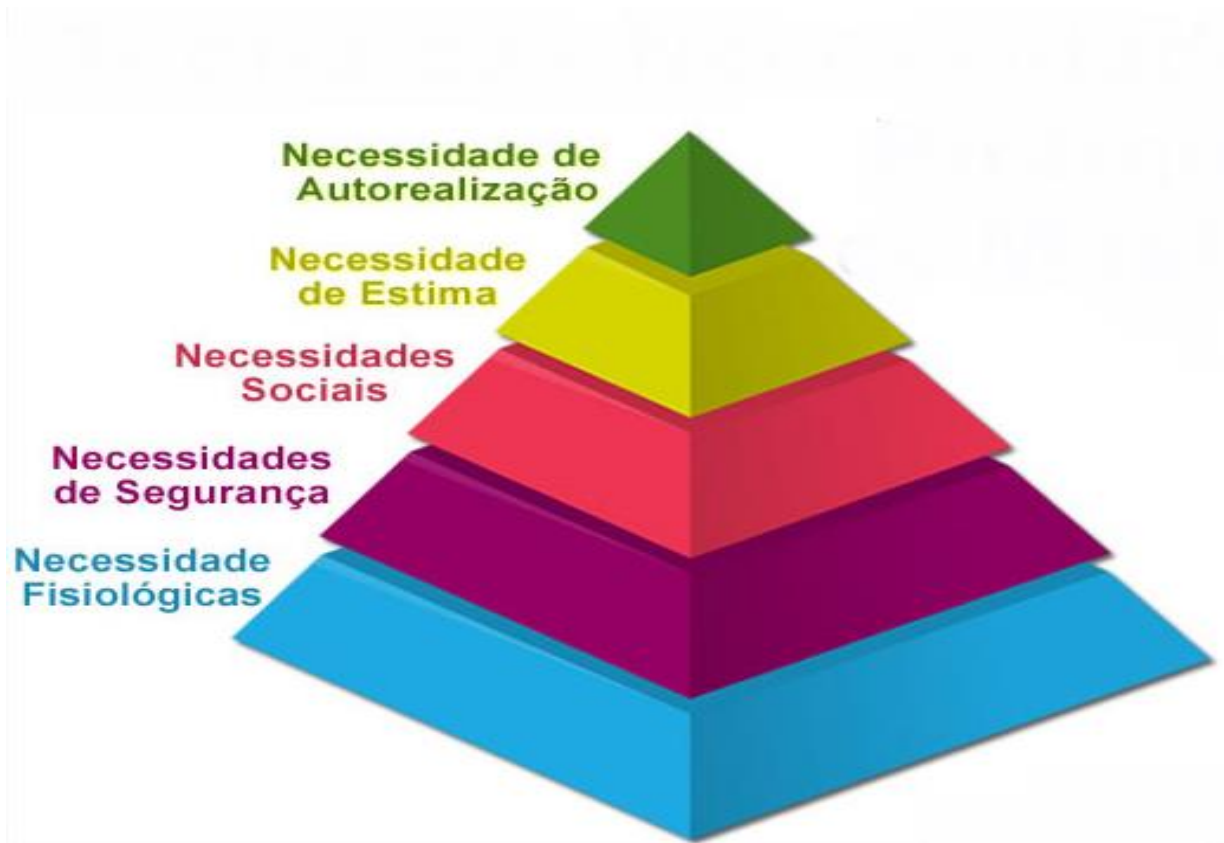 Necessidade de
Autorealização
Necessidade
de Estima
Necessidades
Sociais
Necessidades
de Segurança
Necessidade
Fisiológicas